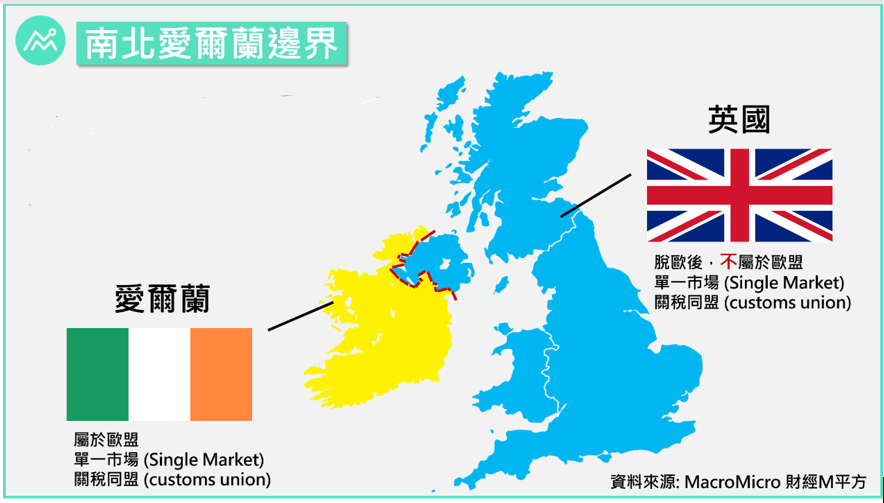 南北愛爾蘭邊界
英國
脫歐後，不屬於歐盟
單一市場 (Single Market)
關稅同盟 (customs union)
愛爾蘭
屬於歐盟
單一市場 (Single Market)
關稅同盟 (customs union)
資料來源: MacroMicro 財經M平方